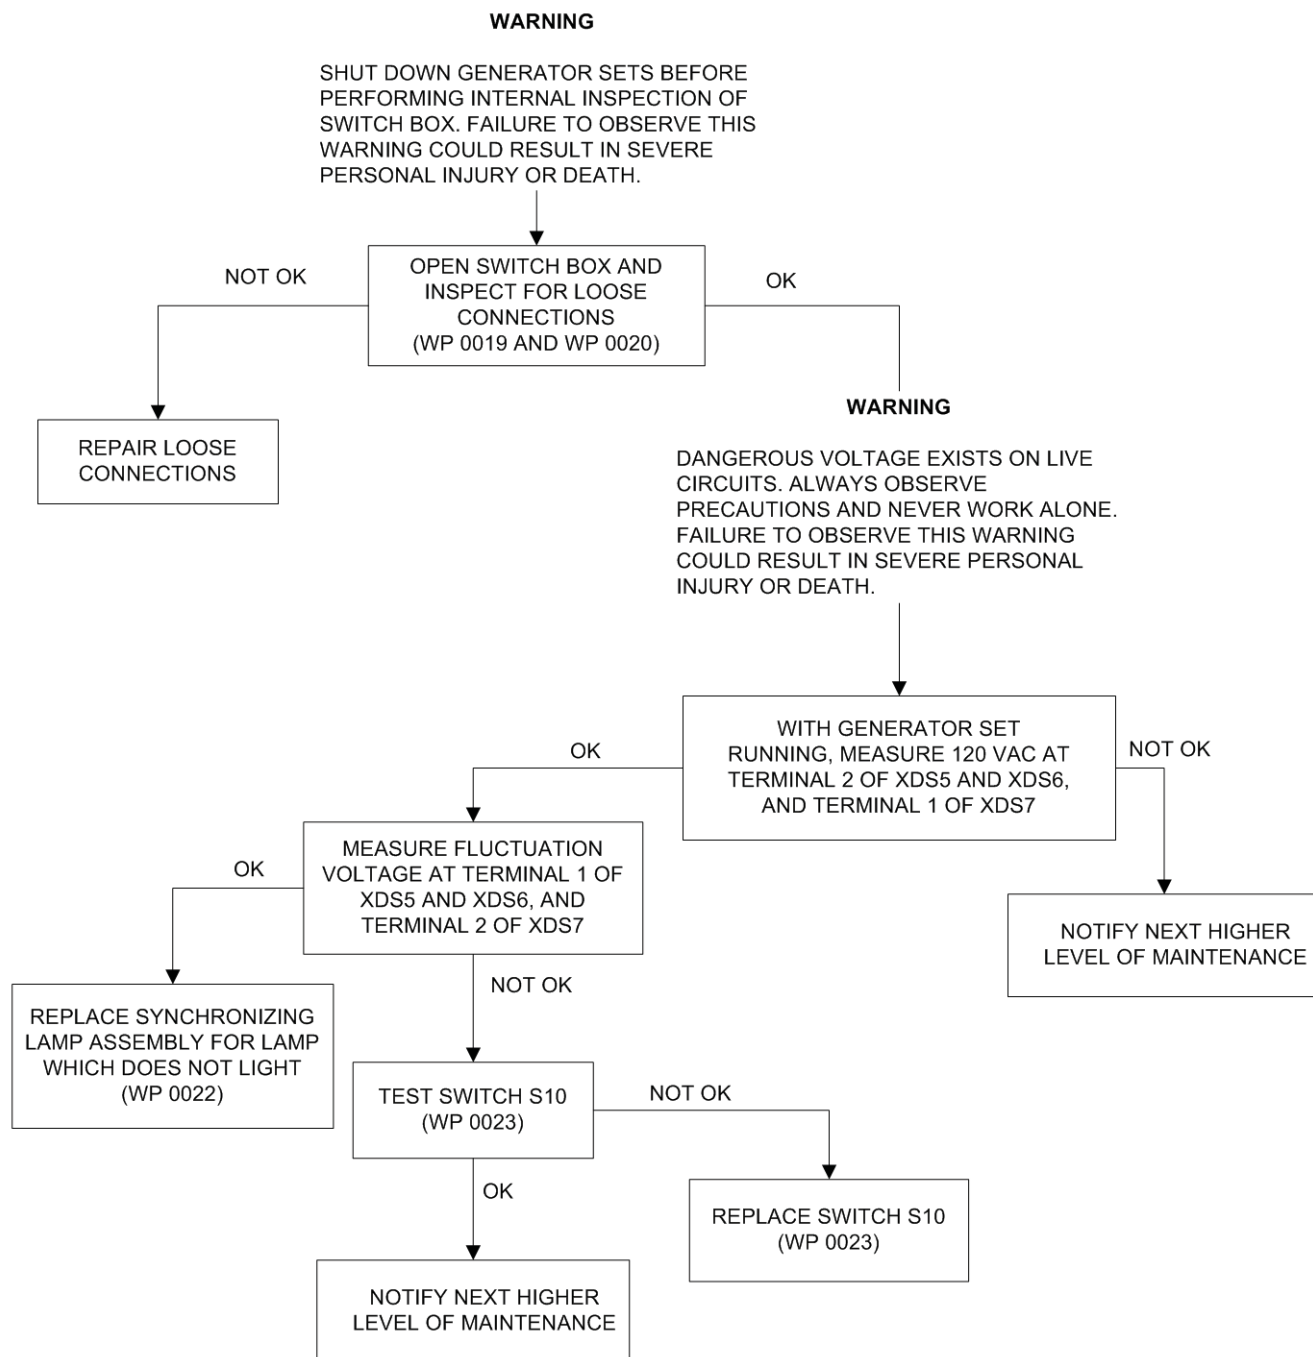 WARNING
SHUT DOWN GENERATOR SETS BEFORE
PERFORMING INTERNAL INSPECTION OF
SWITCH BOX. FAILURE TO OBSERVE THIS
WARNING COULD RESULT IN SEVERE
PERSONAL INJURY OR DEATH.
NOT OK
OPEN SWITCH BOX AND
INSPECT FOR LOOSE
CONNECTIONS
(WP 0019 AND WP 0020)
OK
REPAIR LOOSE
CONNECTIONS
WARNING
DANGEROUS VOLTAGE EXISTS ON LIVE
CIRCUITS. ALWAYS OBSERVE
PRECAUTIONS AND NEVER WORK ALONE.
FAILURE TO OBSERVE THIS WARNING
COULD RESULT IN SEVERE PERSONAL
INJURY OR DEATH.
OK
WITH GENERATOR SET
RUNNING, MEASURE 120 VAC AT
TERMINAL 2 OF XDS5 AND XDS6,
AND TERMINAL 1 OF XDS7
NOT OK
OK
MEASURE FLUCTUATION
VOLTAGE AT TERMINAL 1 OF
XDS5 AND XDS6, AND
TERMINAL 2 OF XDS7
NOTIFY NEXT HIGHER
LEVEL OF MAINTENANCE
NOT OK
REPLACE SYNCHRONIZING
LAMP ASSEMBLY FOR LAMP
WHICH DOES NOT LIGHT
(WP 0022)
TEST SWITCH S10
(WP 0023)
NOT OK
OK
REPLACE SWITCH S10
(WP 0023)
NOTIFY NEXT HIGHER
LEVEL OF MAINTENANCE